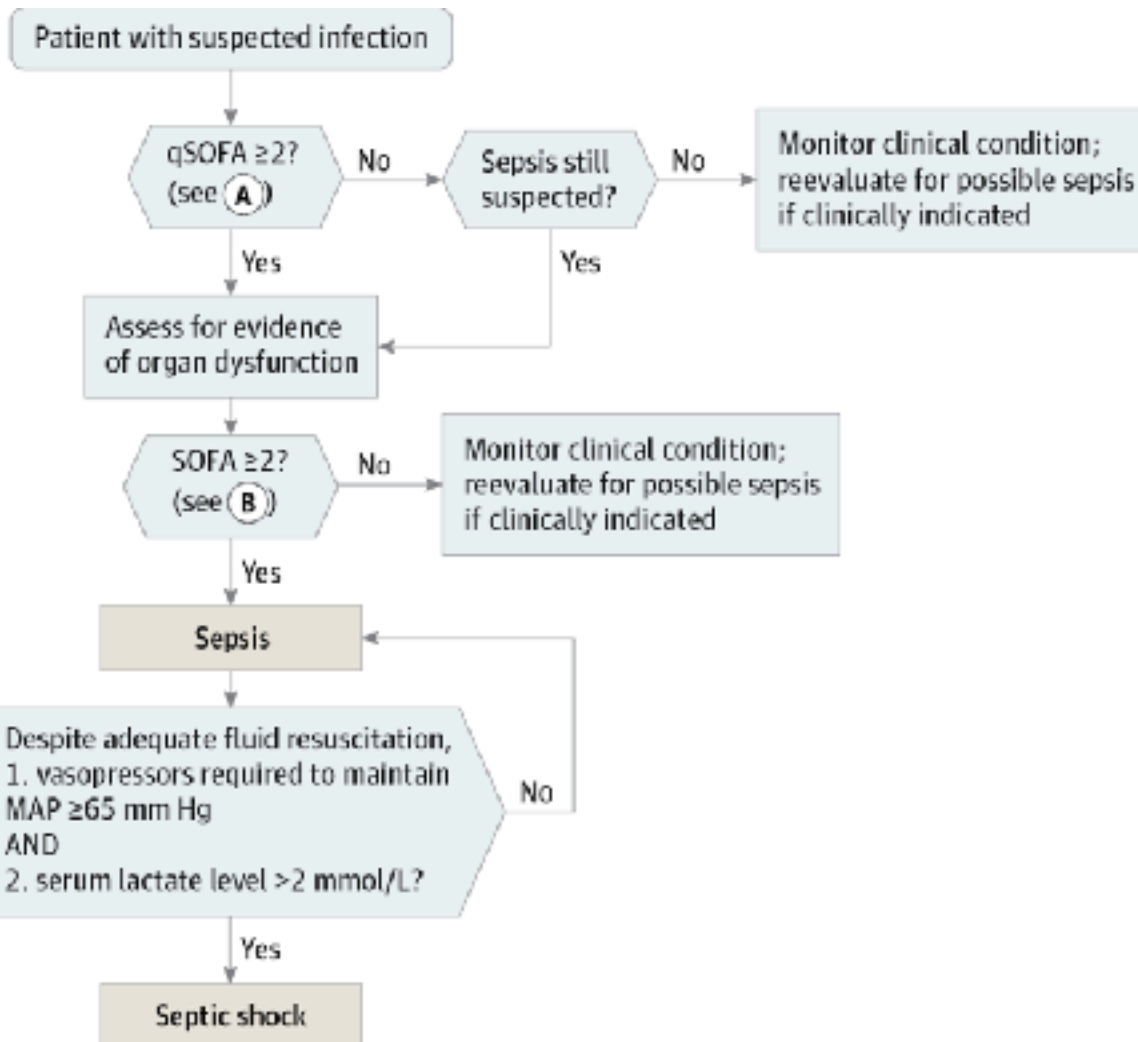 Patient with suspected infection
qSOFA ≥2?
(see A)
No
Sepsis still
suspected?
No
Monitor clinical condition;
reevaluate for possible sepsis
if clinically indicated
Yes
Yes
Assess for evidence
of organ dysfunction
SOFA ≥2?
(see B)
No
Monitor clinical condition;
reevaluate for possible sepsis
if clinically indicated
Yes
Sepsis
Despite adequate fluid resuscitation,
1. vasopressors required to maintain
MAP ≥65 mm Hg
AND
2. serum lactate level >2 mmol/L?
No
Yes
Septic shock